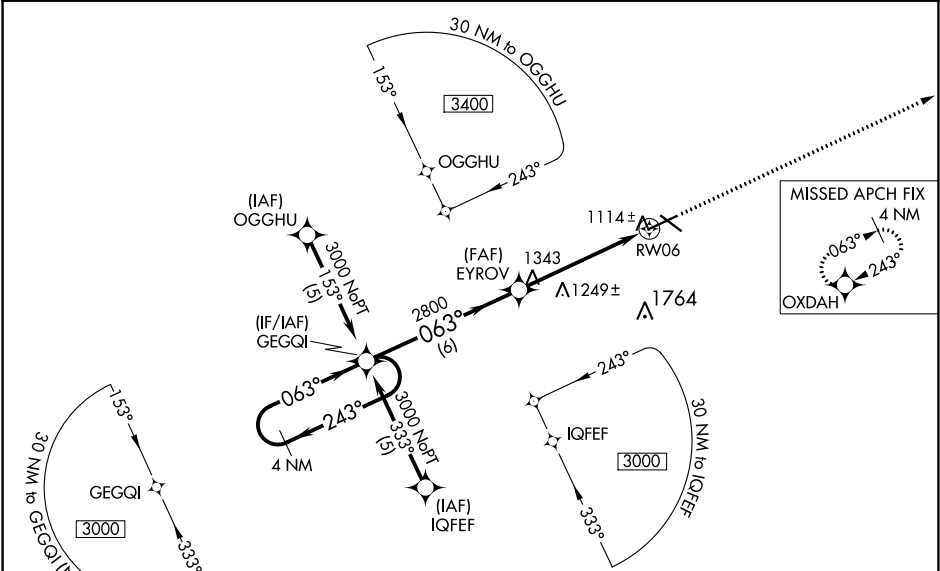 30 NM to OGGHU
153°
3400
OGGHU
243°
(IAF)
OGGHU
3000 NoPT
153°
(5)
1114±
RW06
MISSED APCH FIX
4 NM
063°
243°
OXDAH
(FAF)
EYROV
1343
1249±
1764
(IF/IAF)
GEGQI
2800
063°
(6)
063°
243°
4 NM
3000 NoPT
333°
(5)
(IAF)
IQFEF
243°
IQFEF
30 NM to IQFEF
3000
333°
153°
GEGQI
30 NM to GEGQI
3000
333°